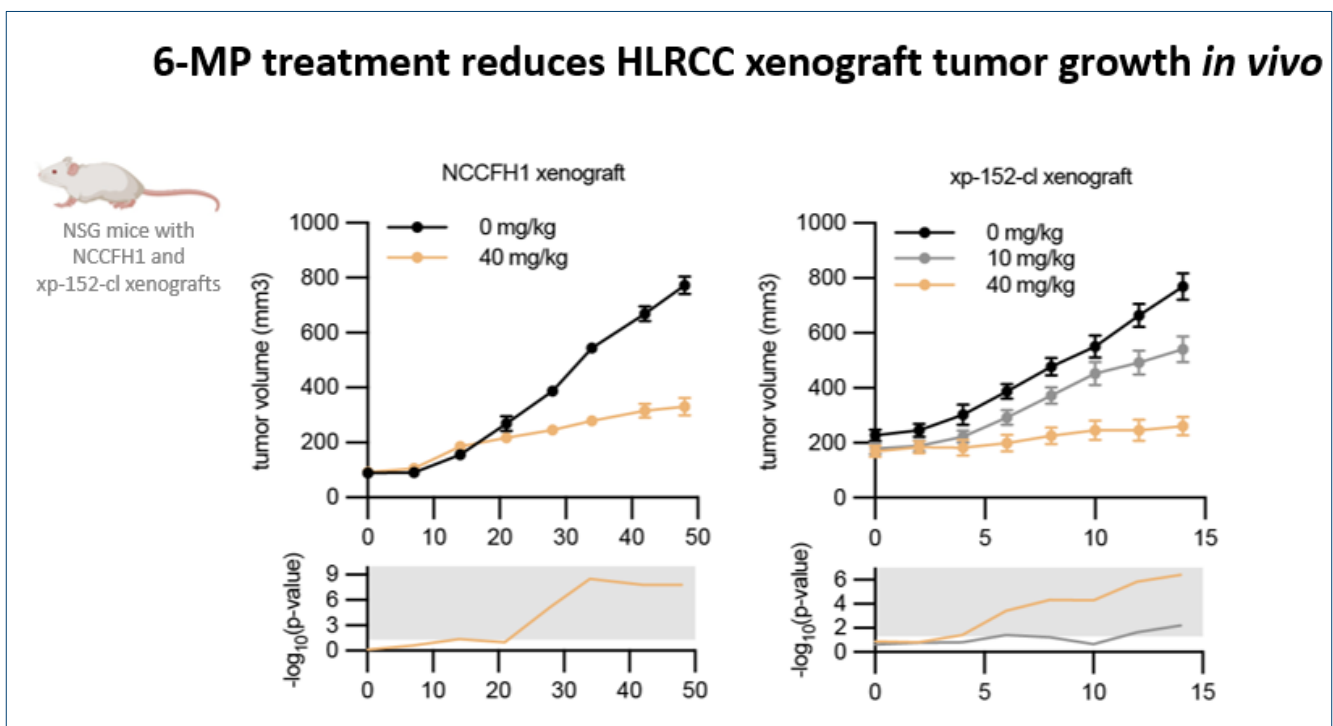 6-MP treatment reduces HLRCC xenograft tumor growth in vivo
NSG mice with
NCCFH1 and
xp-152-cl xenografts
NCCFH1 xenograft
0 mg/kg
40 mg/kg
tumor volume (mm3)
1000
800
600
400
200
0
0 10 20 30 40 50
-log10(p-value)
9
6
3
0
0 10 20 30 40 50
xp-152-cl xenograft
0 mg/kg
10 mg/kg
40 mg/kg
tumor volume (mm3)
1000
800
600
400
200
0
0 5 10 15
-log10(p-value)
6
4
2
0
0 5 10 15